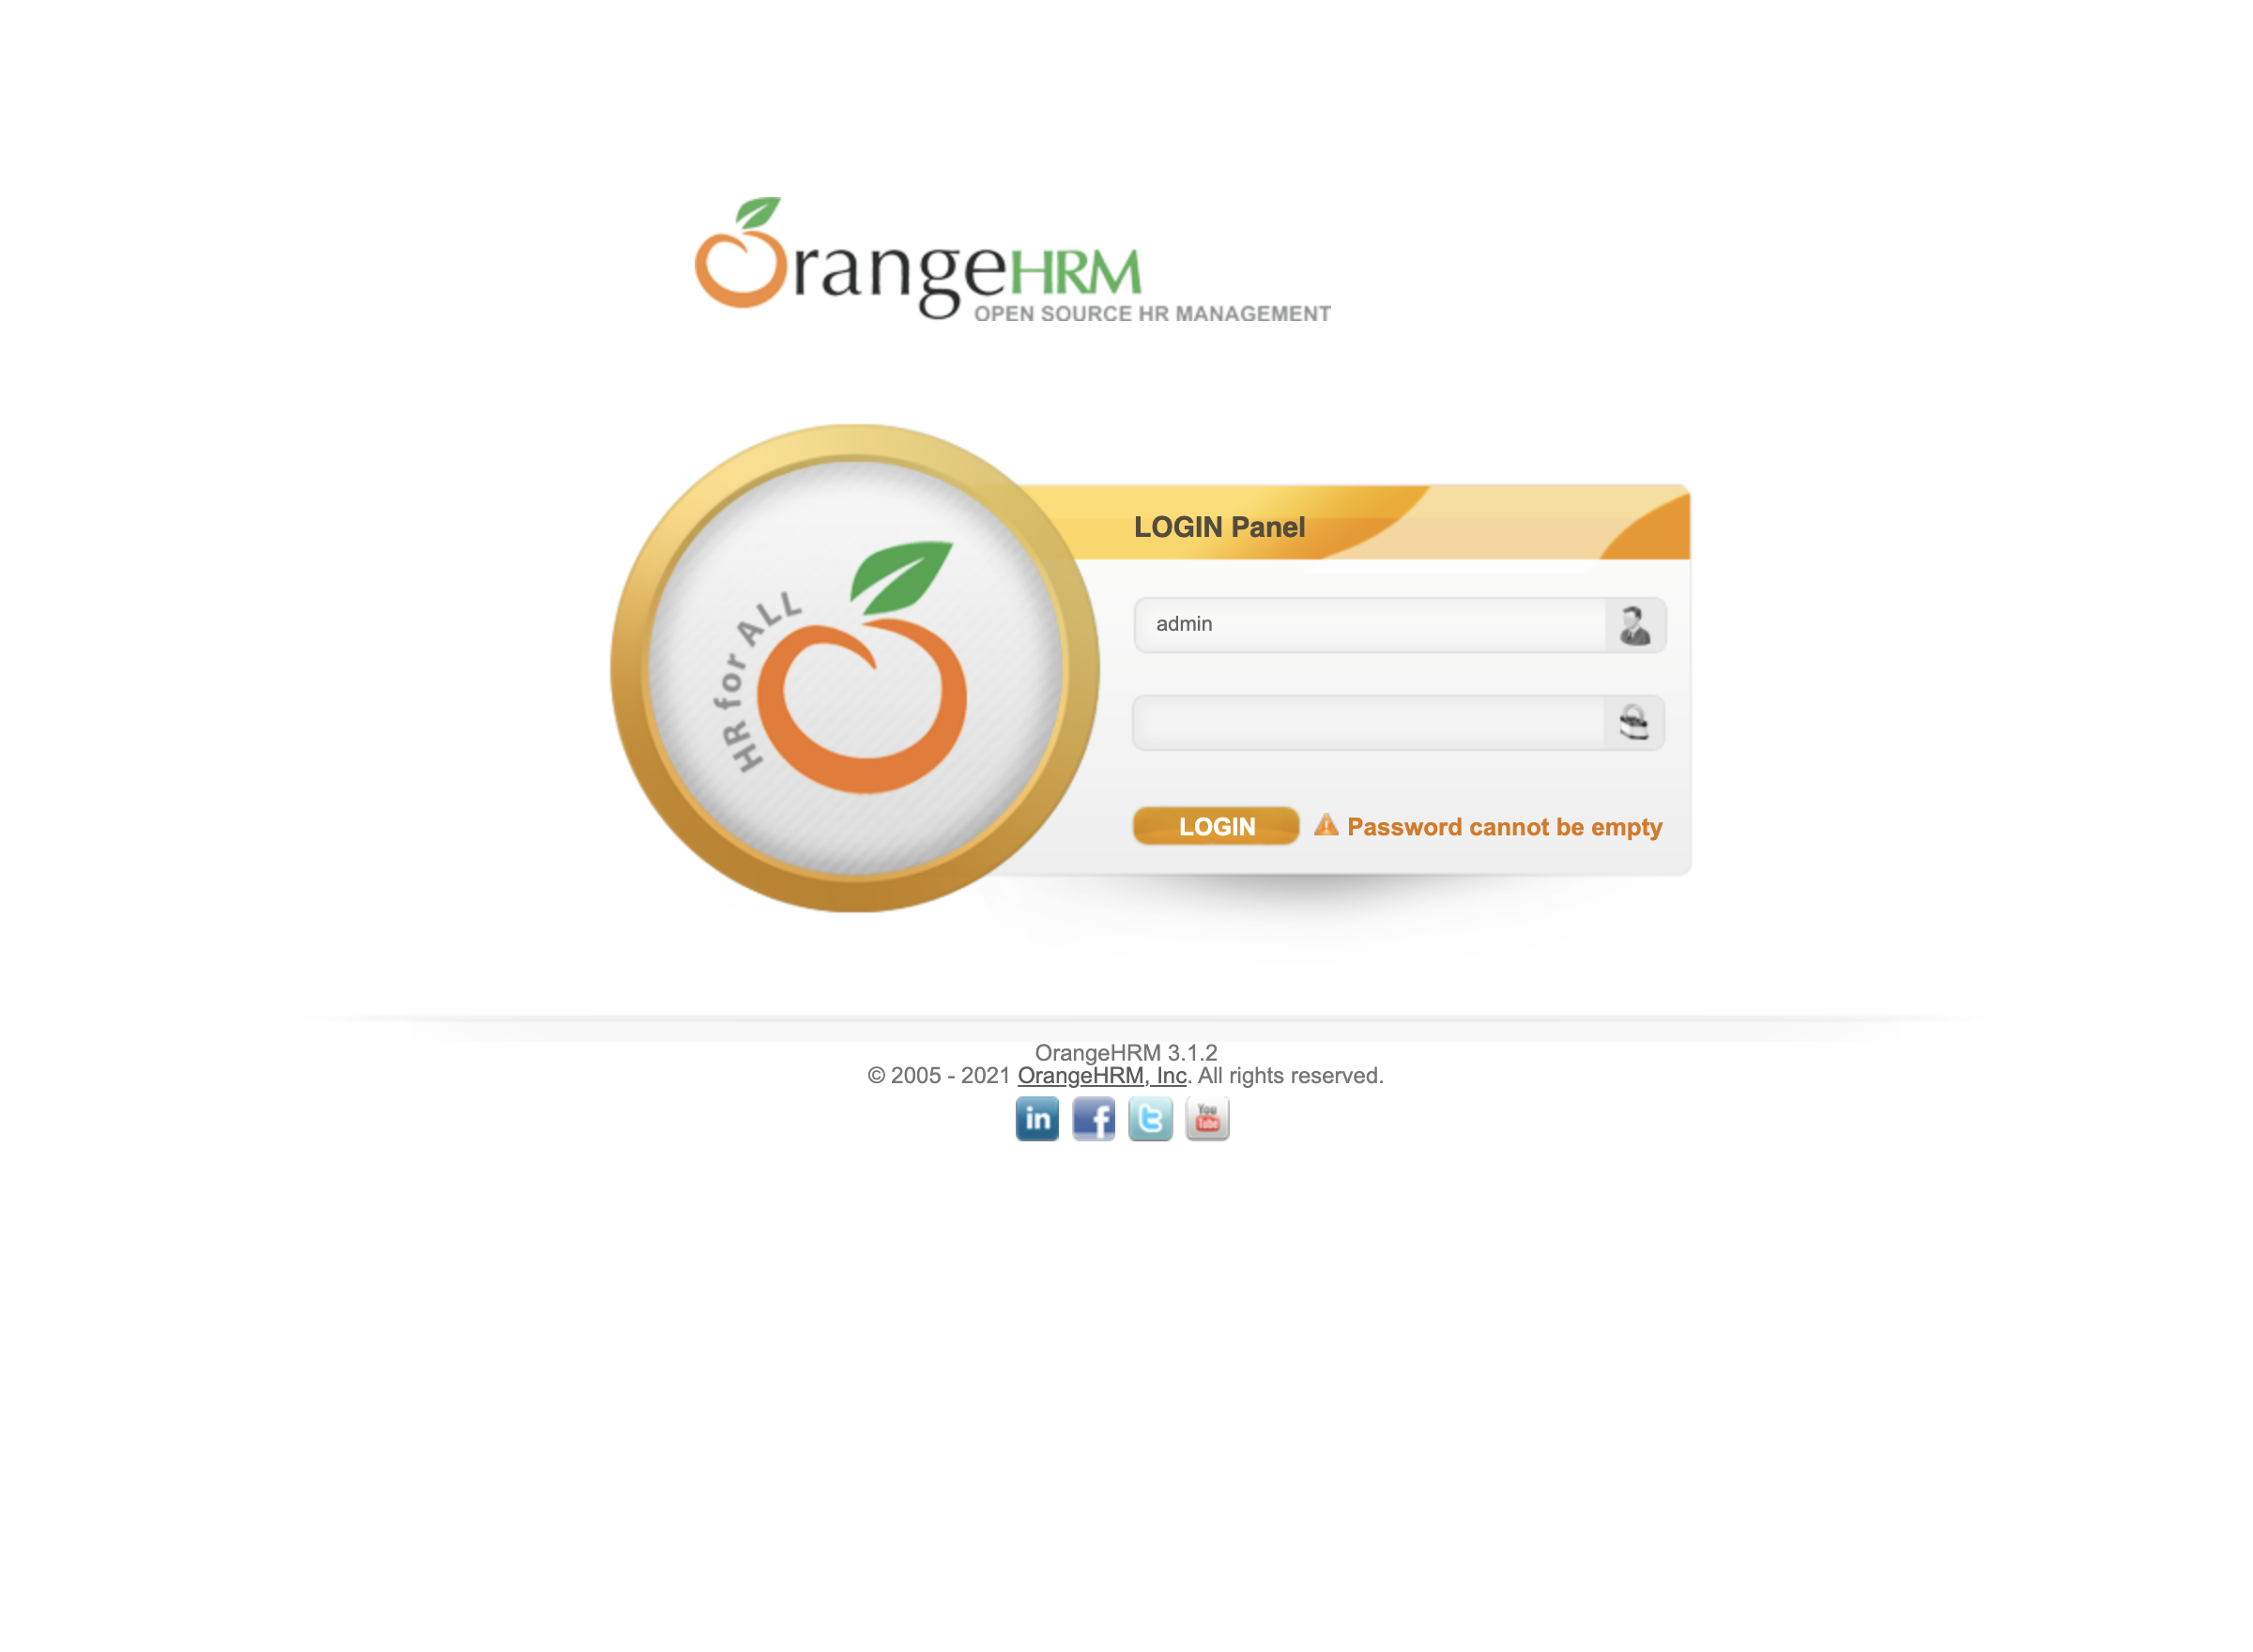 OrangeHRM
OPEN SOURCE HR MANAGEMENT
HR for ALL
LOGIN Panel
admin
LOGIN Password cannot be empty
OrangeHRM 3.1.2
© 2005 - 2021 OrangeHRM, Inc. All rights reserved.
in f t You Tube